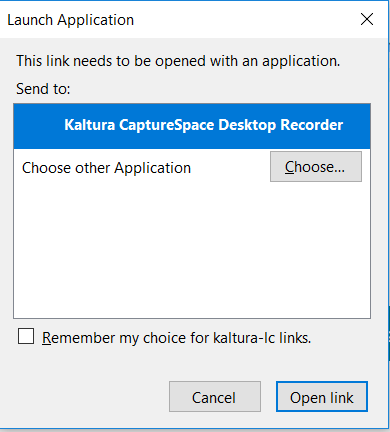 Launch Application
This link needs to be opened with an application.
Send to:
Kaltura CaptureSpace Desktop Recorder
Choose other Application
Choose...
Remember my choice for kaltura-lc links.
Cancel
Open link